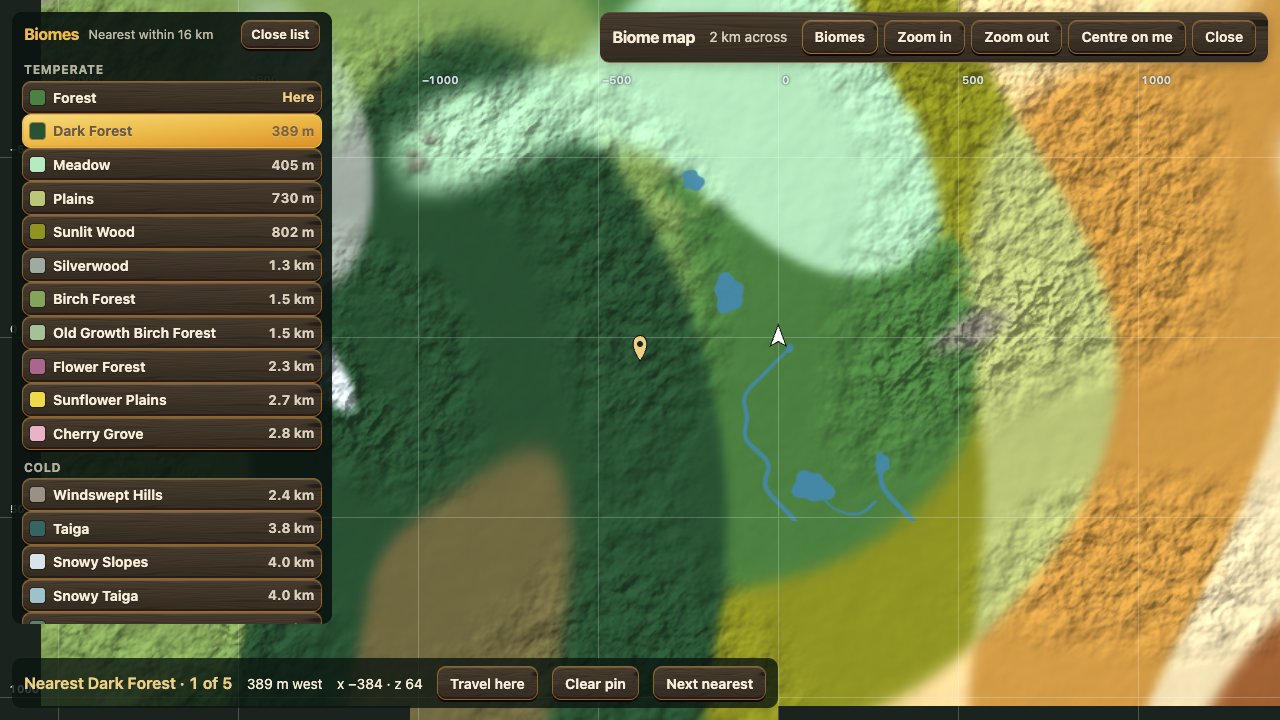 Biomes Nearest within 16 km Close list
Biome map 2 km across Biomes Zoom in Zoom out Centre on me Close
TEMPERATE
−1000 −500 0 500 1000
Forest Here
Dark Forest 389 m
Meadow 405 m
Plains 730 m
Sunlit Wood 802 m
Silverwood 1.3 km
Birch Forest 1.5 km
Old Growth Birch Forest 1.5 km
Flower Forest 2.3 km
Sunflower Plains 2.7 km
Cherry Grove 2.8 km
COLD
Windswept Hills 2.4 km
Taiga 3.8 km
Snowy Slopes 4.0 km
Snowy Taiga 4.0 km
Nearest Dark Forest · 1 of 5 389 m west x −384 · z 64 Travel here Clear pin Next nearest